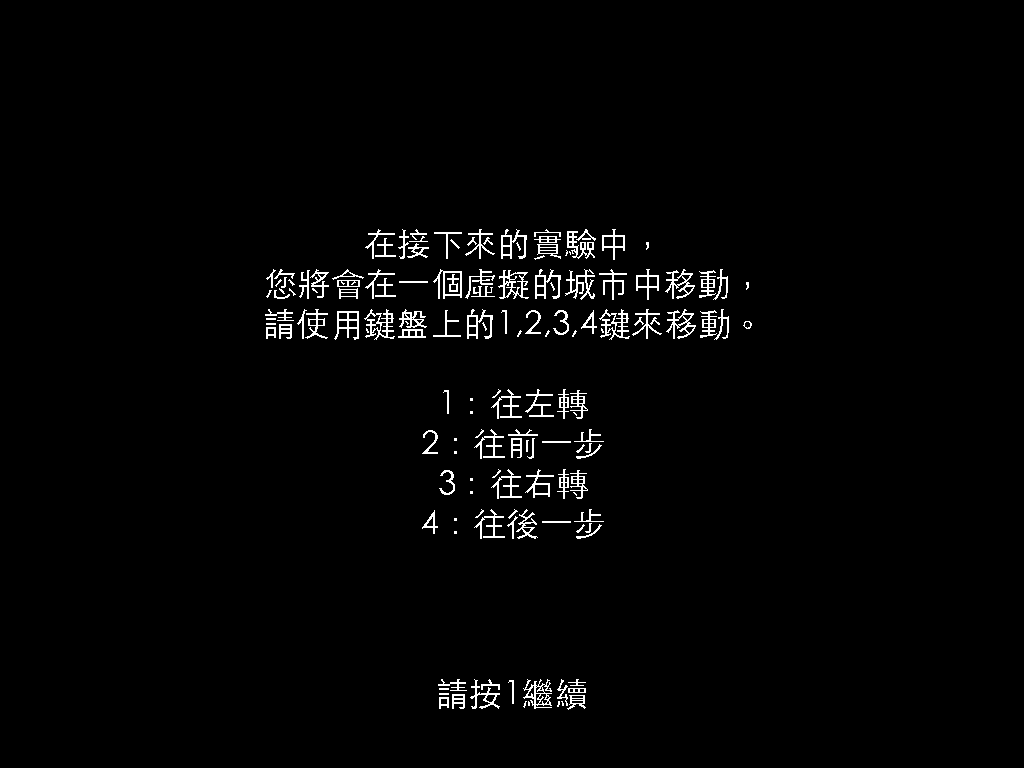 在接下來的實驗中，
您將會在一個虛擬的城市中移動，
請使用鍵盤上的1,2,3,4鍵來移動。
1：往左轉
2：往前一步
3：往右轉
4：往後一步
請按1繼續